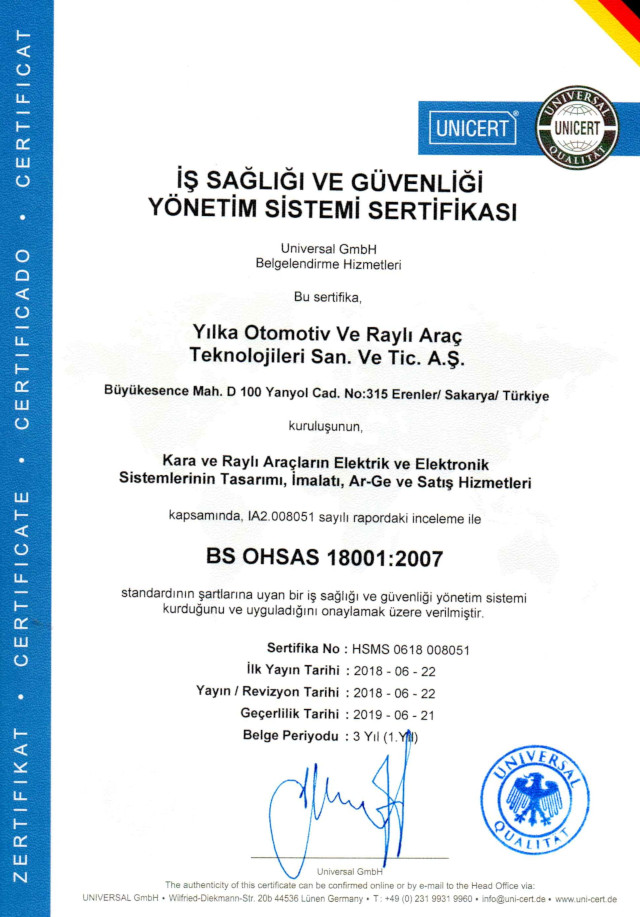 UNICERT®
UNIVERSAL
UNICERT
QUALITÄT
İŞ SAĞLIĞI VE GÜVENLİĞİ
YÖNETİM SİSTEMİ SERTİFİKASI
Universal GmbH
Belgelendirme Hizmetleri
Bu sertifika,
Yılka Otomotiv Ve Raylı Araç
Teknolojileri San. Ve Tic. A.Ş.
Büyükesence Mah. D 100 Yanyol Cad. No:315 Erenler/ Sakarya/ Türkiye
kuruluşunun,
Kara ve Raylı Araçların Elektrik ve Elektronik
Sistemlerinin Tasarımı, İmalatı, Ar-Ge ve Satış Hizmetleri
kapsamında, IA2.008051 sayılı rapordaki inceleme ile
BS OHSAS 18001:2007
standardının şartlarına uyan bir iş sağlığı ve güvenliği yönetim sistemi
kurduğunu ve uyguladığını onaylamak üzere verilmiştir.
Sertifika No : HSMS 0618 008051
İlk Yayın Tarihi : 2018 - 06 - 22
Yayın / Revizyon Tarihi : 2018 - 06 - 22
Geçerlilik Tarihi : 2019 - 06 - 21
Belge Periyodu : 3 Yıl (1.Yıl)
UNIVERSAL
QUALITÄT
Universal GmbH
The authenticity of this certificate can be confirmed online or by e-mail to the Head Office via:
UNIVERSAL GmbH • Wilfried-Diekmann-Str. 20b 44536 Lünen Germany • T : +49 (0) 231 9931 9960 • info@uni-cert.de • www.uni-cert.de
ZERTIFIKAT • CERTIFICATE • CERTIFICADO • CERTIFICAT